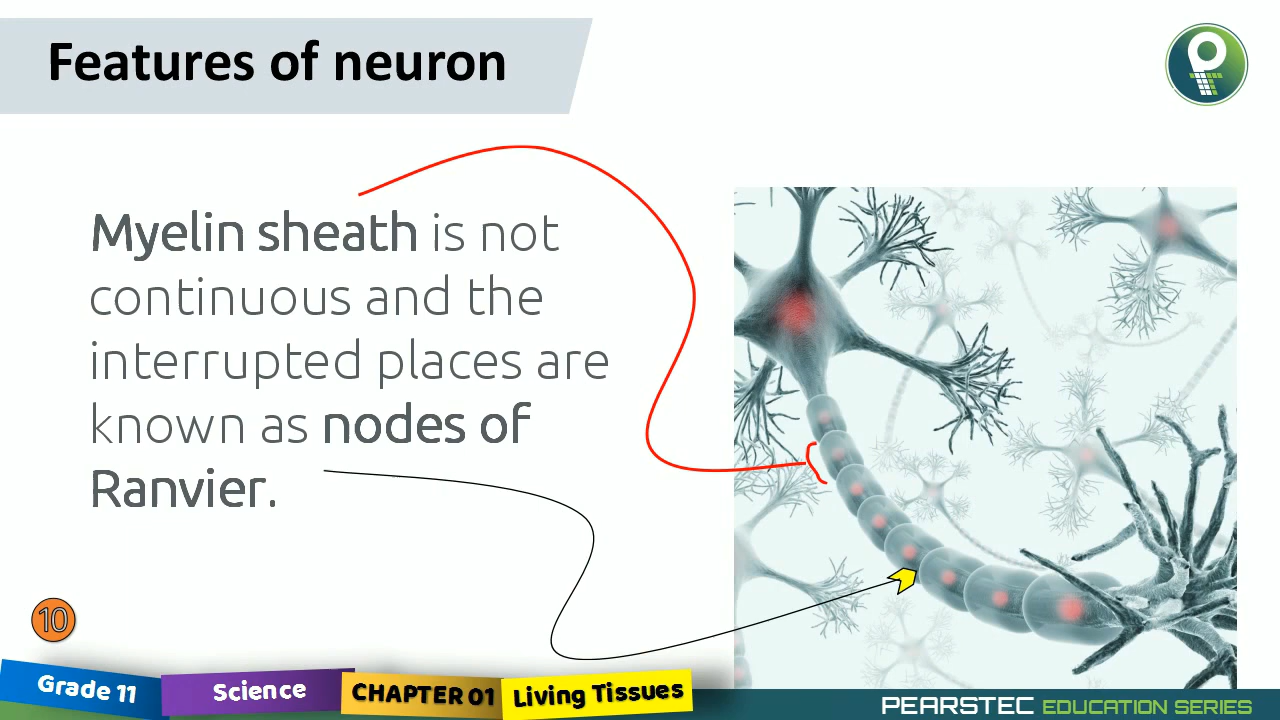 Features of neuron
Myelin sheath is not
continuous and the
interrupted places are
known as nodes of
Ranvier.
10
Grade 11
Science
CHAPTER 01
Living Tissues
PEARSTEC EDUCATION SERIES